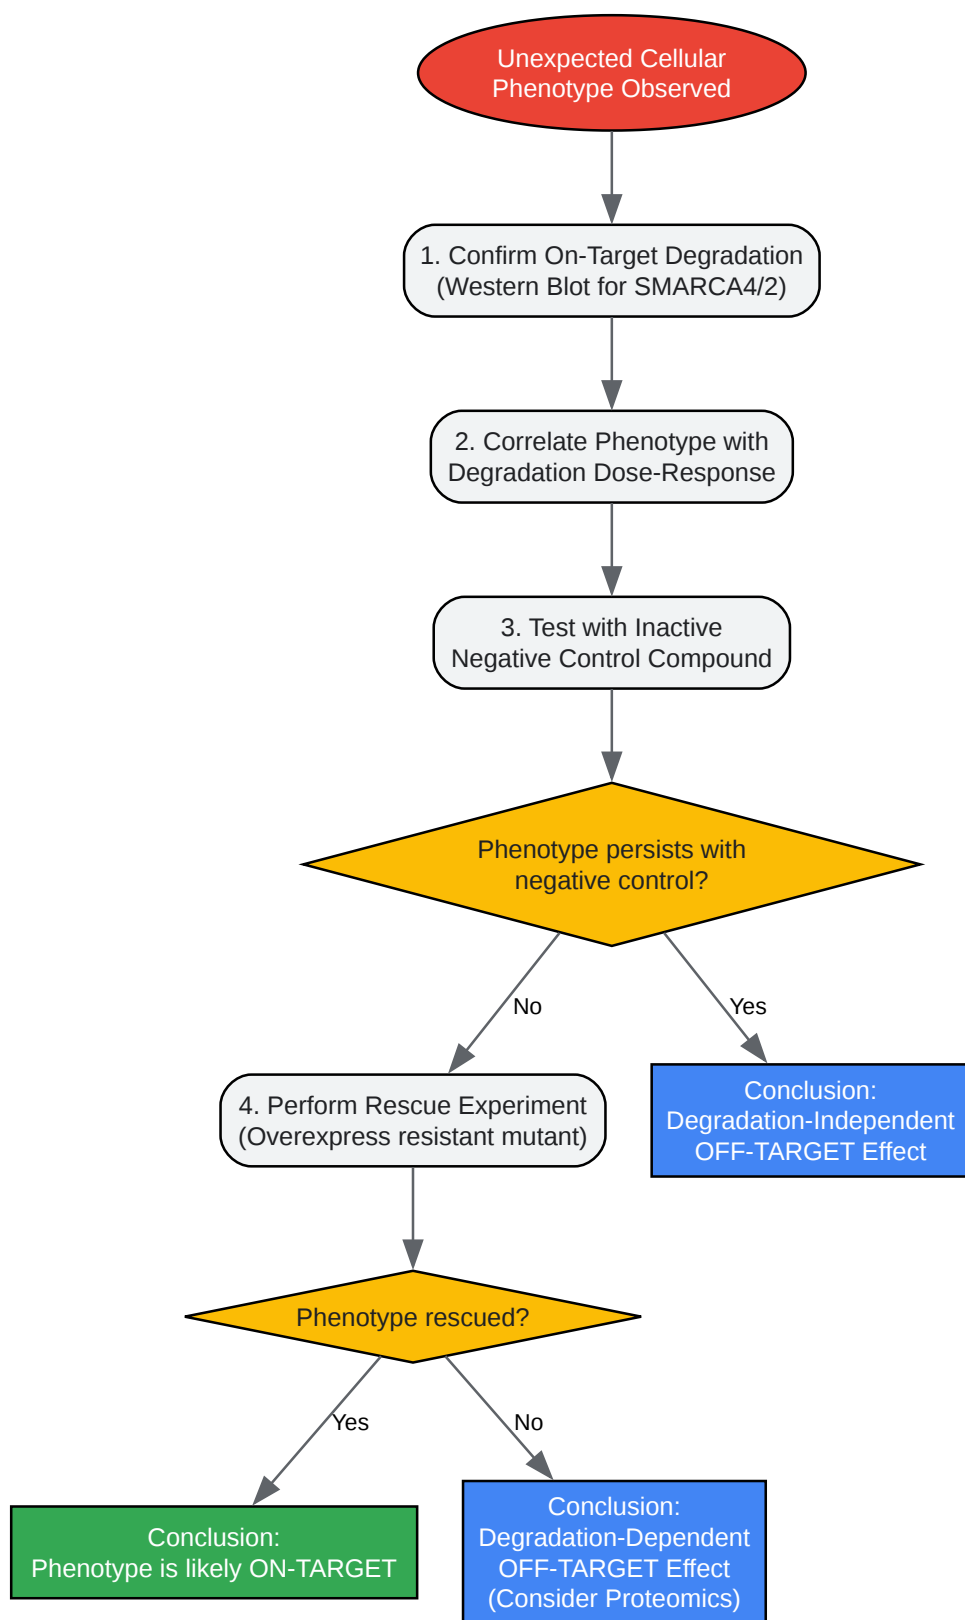 Unexpected Cellular
Phenotype Observed
1. Confirm On-Target Degradation
(Western Blot for SMARCA4/2)
2. Correlate Phenotype with
Degradation Dose-Response
3. Test with Inactive
Negative Control Compound
Phenotype persists with
negative control?
No
Yes
4. Perform Rescue Experiment
(Overexpress resistant mutant)
Conclusion:
Degradation-Independent
OFF-TARGET Effect
Phenotype rescued?
Yes
No
Conclusion:
Phenotype is likely ON-TARGET
Conclusion:
Degradation-Dependent
OFF-TARGET Effect
(Consider Proteomics)